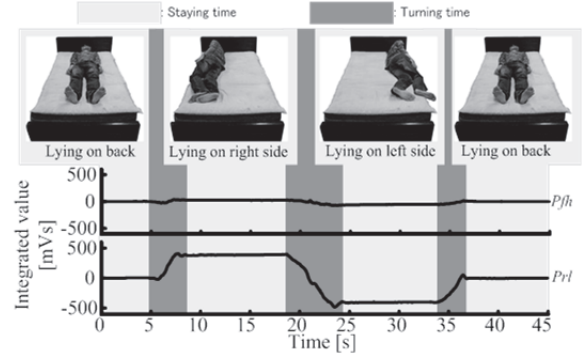 : Staying time : Turning time
Lying on back Lying on right side Lying on left side Lying on back
Integrated value
[mVs]
500
0
-500
Pfh
500
0
-500
Prl
0 5 10 15 20 25 30 35 40 45
Time [s]